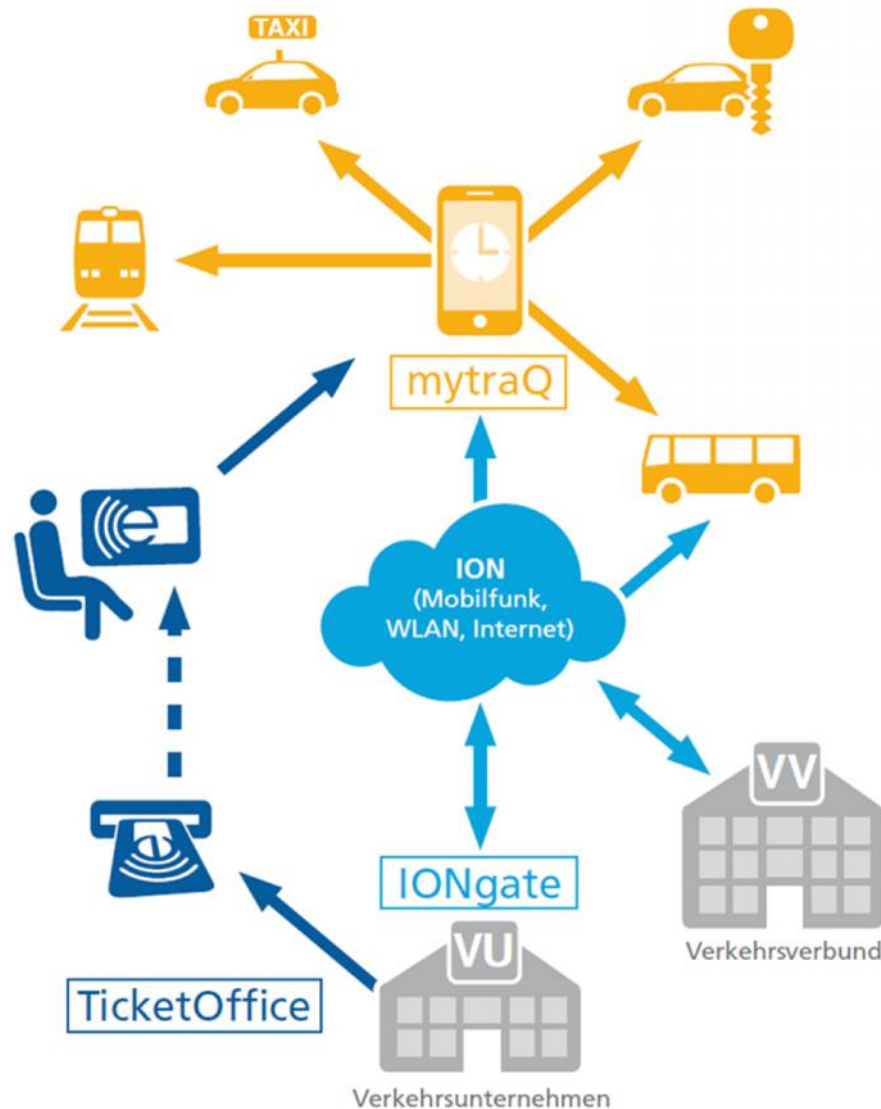 TAXI
mytraQ
ION
(Mobilfunk,
WLAN, Internet)
VV
IONgate
Verkehrsverbund
VU
TicketOffice
Verkehrsunternehmen